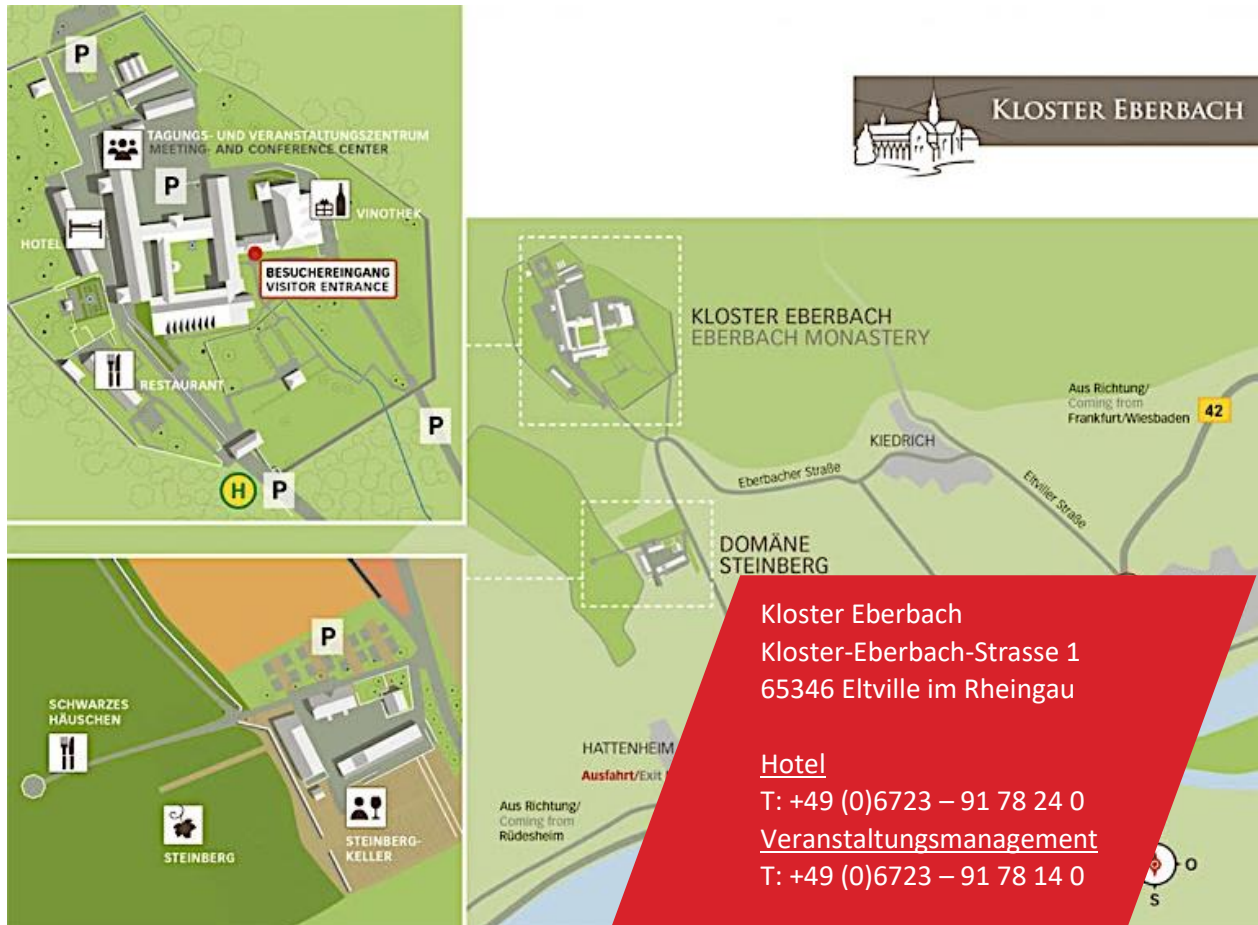 P
TAGUNGS- UND VERANSTALTUNGSZENTRUM
MEETING- AND CONFERENCE CENTER
P
VINOTHEK
HOTEL
BESUCHEREINGANG
VISITOR ENTRANCE
RESTAURANT
P
H
P
KLOSTER EBERBACH
KLOSTER EBERBACH
EBERBACH MONASTERY
Aus Richtung/
Coming from
Frankfurt/Wiesbaden
42
KIEDRICH
Eberbacher Straße
Eltviller Straße
DOMÄNE
STEINBERG
P
SCHWARZES
HÄUSCHEN
STEINBERG
STEINBERG-
KELLER
HATTENHEIM
Ausfahrt/Exit
Aus Richtung/
Coming from
Rüdesheim
Kloster Eberbach
Kloster-Eberbach-Strasse 1
65346 Eltville im Rheingau
Hotel
T: +49 (0)6723 – 91 78 24 0
Veranstaltungsmanagement
T: +49 (0)6723 – 91 78 14 0
O
S